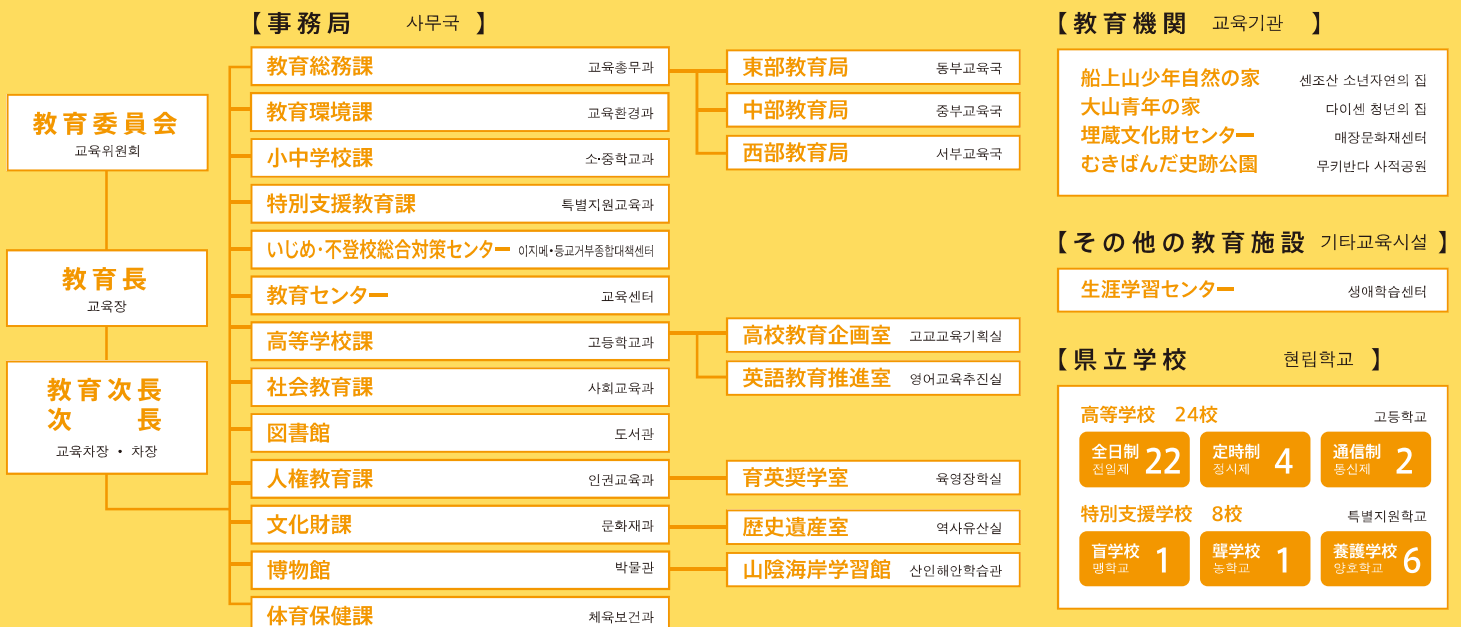 教育委員会
교육위원회
教育長
교육장
教育次長
次 長
교육차장 • 차장
【事務局 사무국 】
教育総務課 교육총무과
教育環境課 교육환경과
小中学校課 소·중학교과
特別支援教育課 특별지원교육과
いじめ・不登校総合対策センター 이지메•등교거부종합대책센터
教育センター 교육센터
高等学校課 고등학교과
社会教育課 사회교육과
図書館 도서관
人権教育課 인권교육과
文化財課 문화재과
博物館 박물관
体育保健課 체육보건과
東部教育局 동부교육국
中部教育局 중부교육국
西部教育局 서부교육국
高校教育企画室 고교교육기획실
英語教育推進室 영어교육추진실
育英奨学室 육영장학실
歴史遺産室 역사유산실
山陰海岸学習館 산인해안학습관
【教育機関 교육기관 】
船上山少年自然の家 센조산 소년자연의 집
大山青年の家 다이센 청년의 집
埋蔵文化財センター 매장문화재센터
むきばんだ史跡公園 무키반다 사적공원
【その他の教育施設 기타교육시설 】
生涯学習センター 생애학습센터
【県立学校 현립학교 】
高等学校 24校 고등학교
全日制 전일제 22
定時制 정시제 4
通信制 통신제 2
特別支援学校 8校 특별지원학교
盲学校 맹학교 1
聾学校 농학교 1
養護学校 양호학교 6